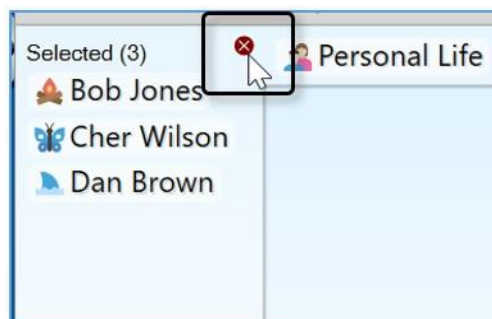 Selected (3)
Personal Life
Bob Jones
Cher Wilson
Dan Brown